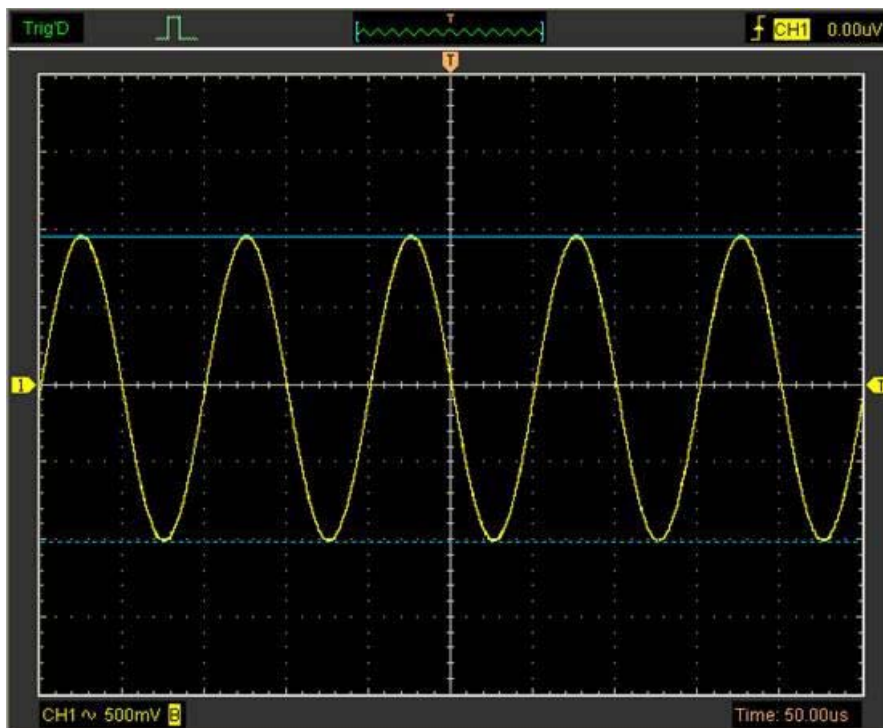 Trig'D
T
CH1 0.00uV
T
1
T
CH1 ∿ 500mV B
Time: 50.00us